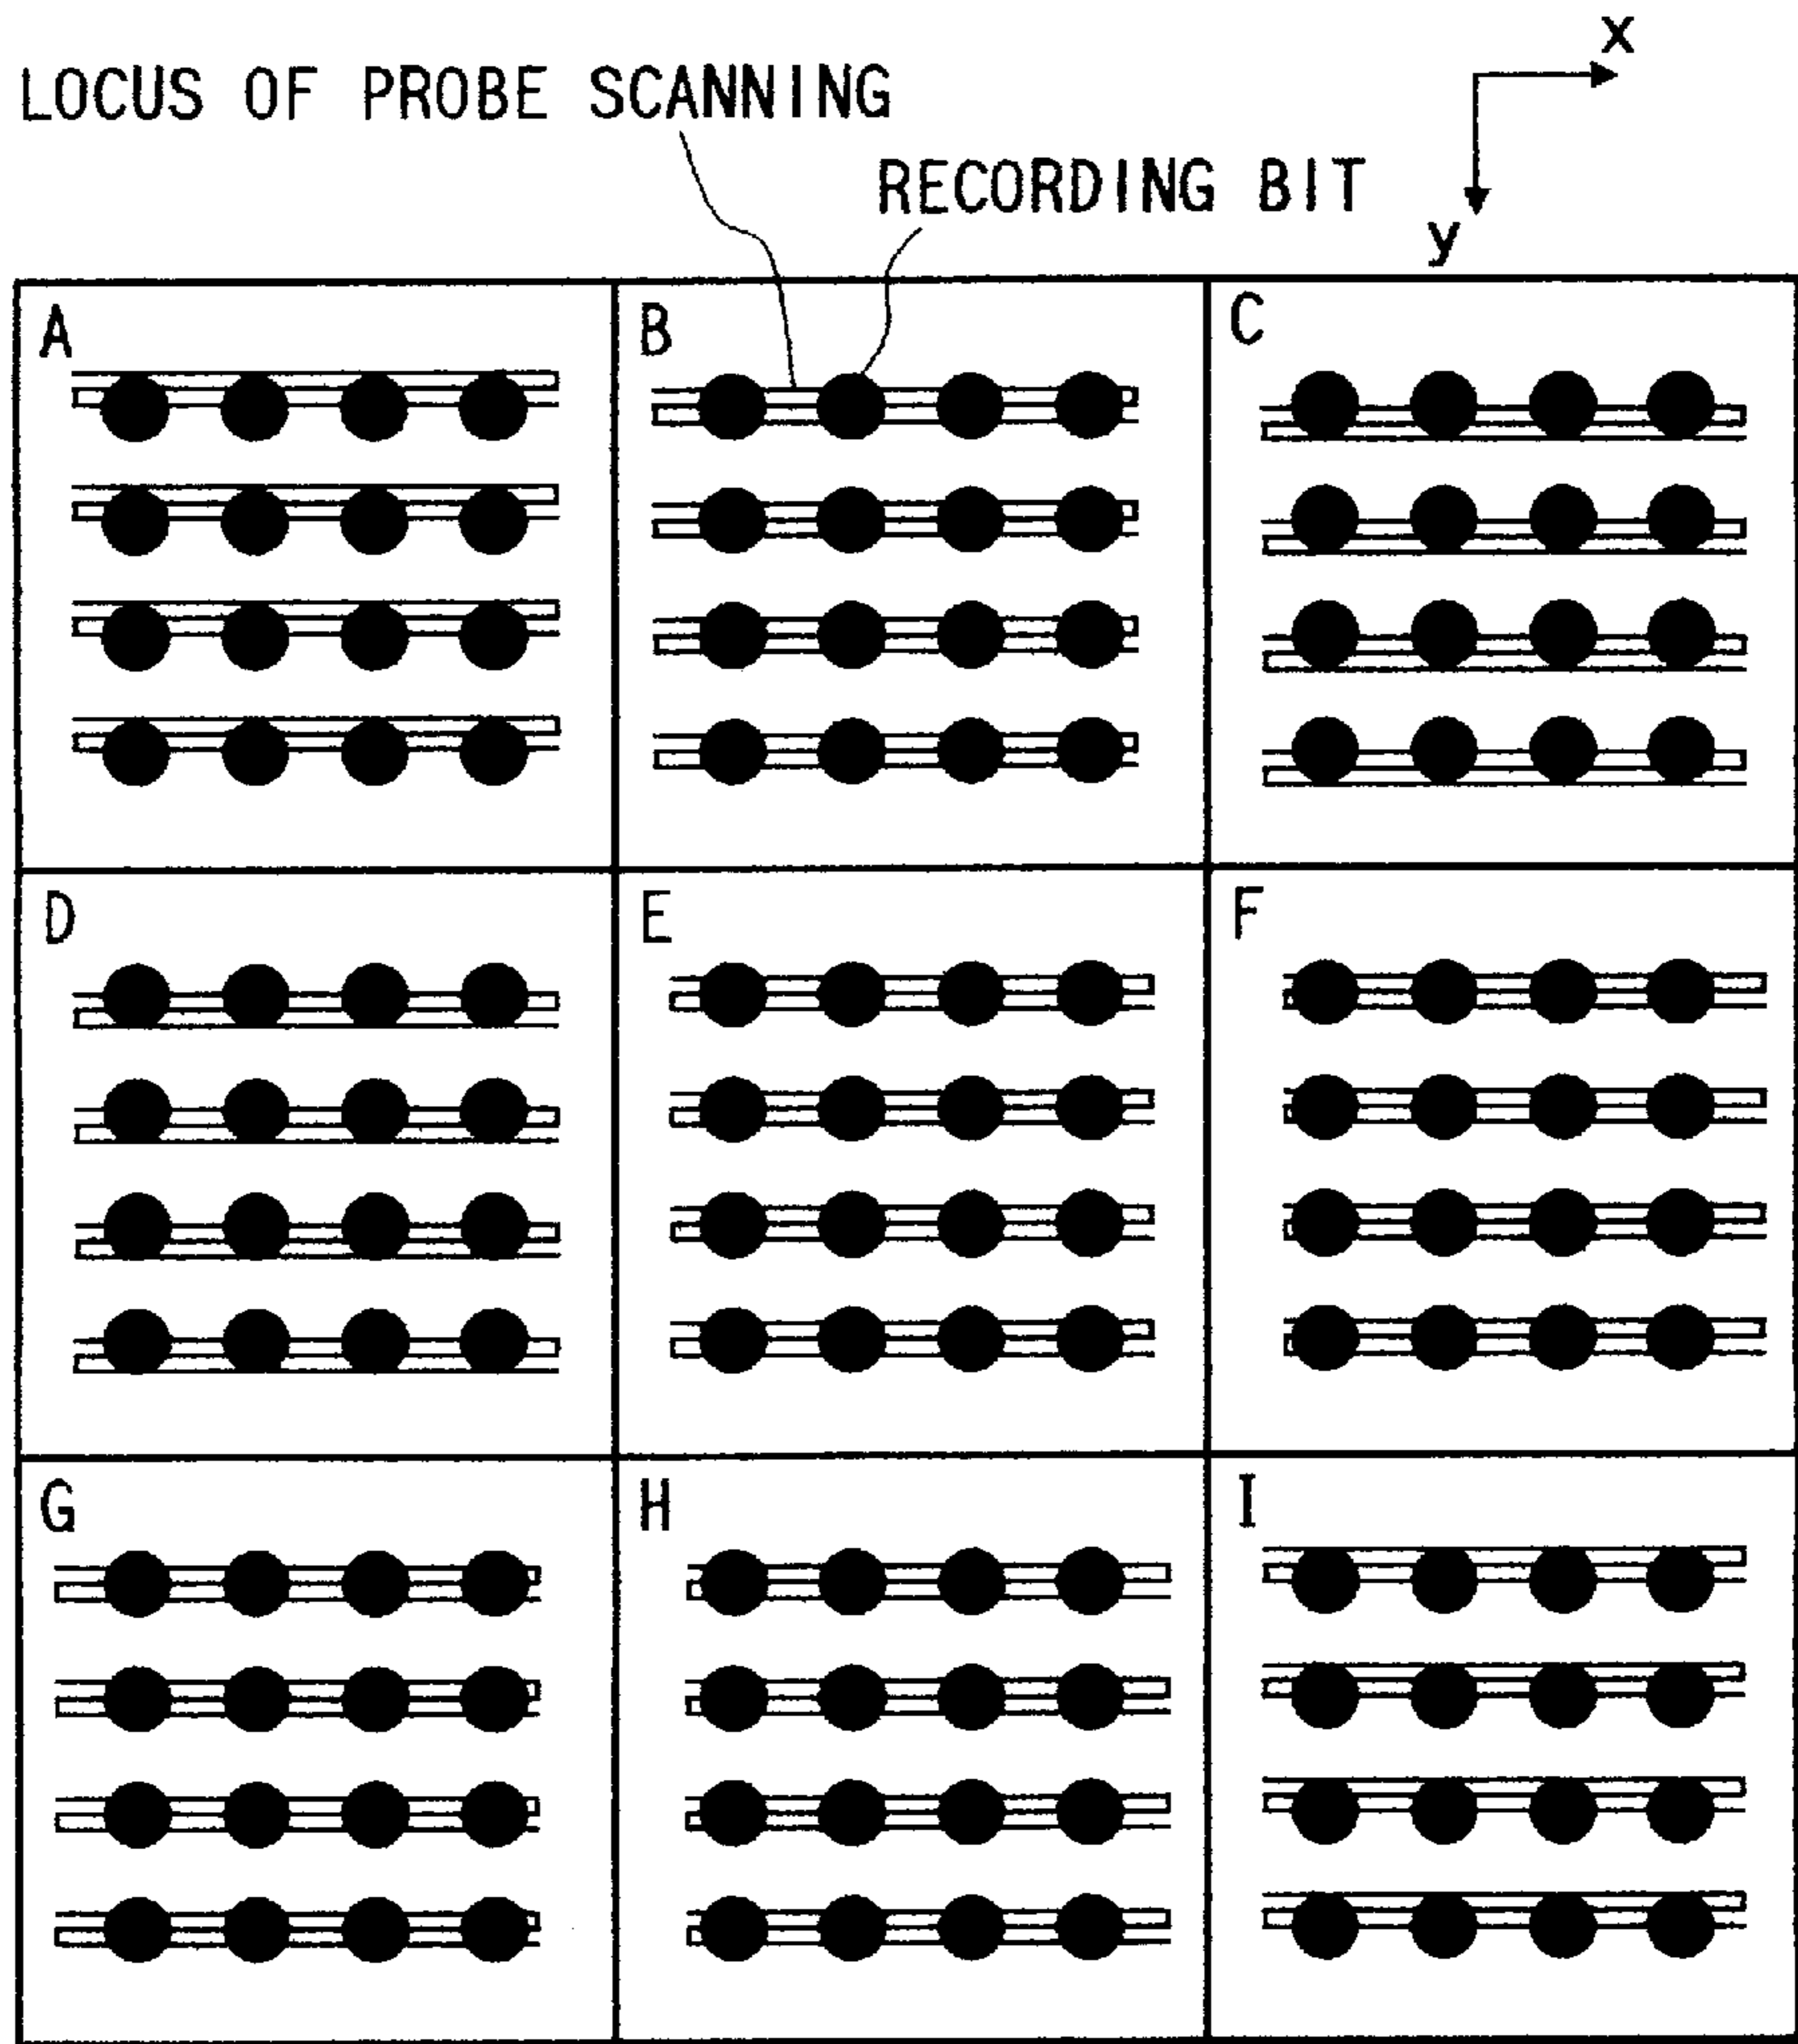 x
LOCUS OF PROBE SCANNING
RECORDING BIT
y
A
B
C
D
E
F
G
H
I